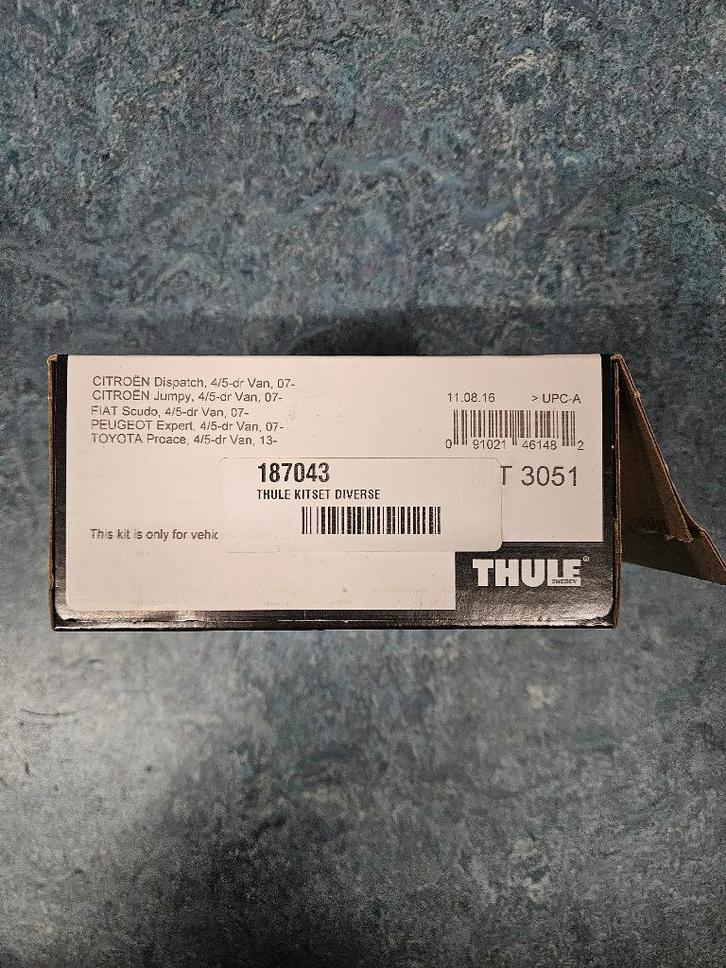 CITROËN Dispatch, 4/5-dr Van, 07-
CITROËN Jumpy, 4/5-dr Van, 07-
FIAT Scudo, 4/5-dr Van, 07-
PEUGEOT Expert, 4/5-dr Van, 07-
TOYOTA Proace, 4/5-dr Van, 13-
11.08.16 > UPC-A
0 91021 46148 2
T 3051
187043
THULE KITSET DIVERSE
This kit is only for vehic
THULE®
SWEDEN